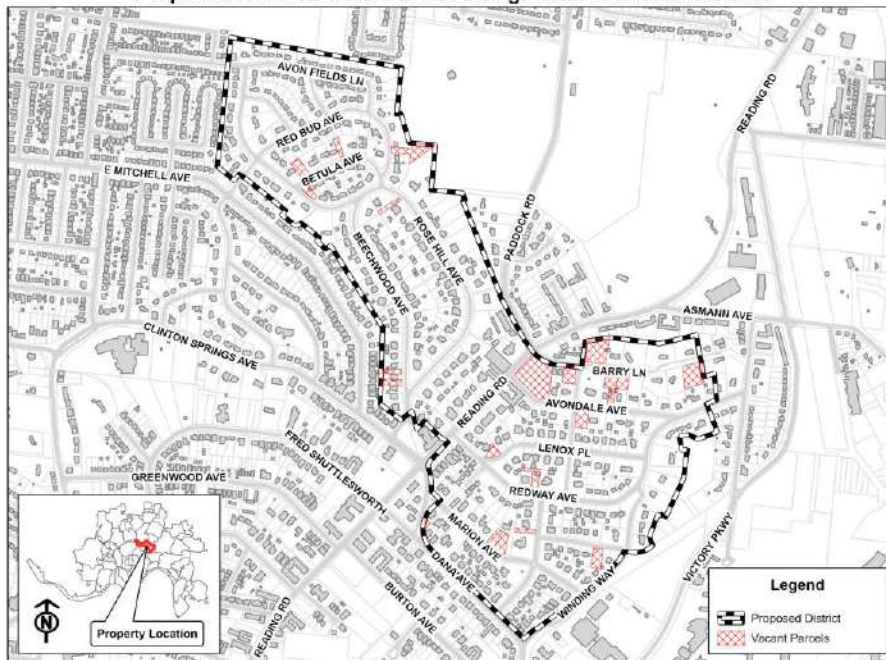 AVON FIELDS LN
RED BUD AVE
BETULA AVE
E MITCHELL AVE
ROSE HILL AVE
BEECHWOOD AVE
PADDOCK RD
READING RD
CLINTON SPRINGS AVE
ASMANN AVE
READING RD
BARRY LN
AVONDALE AVE
LENOX PL
FRED SHUTTLESWORTH
GREENWOOD AVE
REDWAY AVE
MARION AVE
DANA AVE
WINDING WAY
VICTORY PKWY
BURTON AVE
READING RD
N
Property Location
Legend
Proposed District
Vacant Parcels